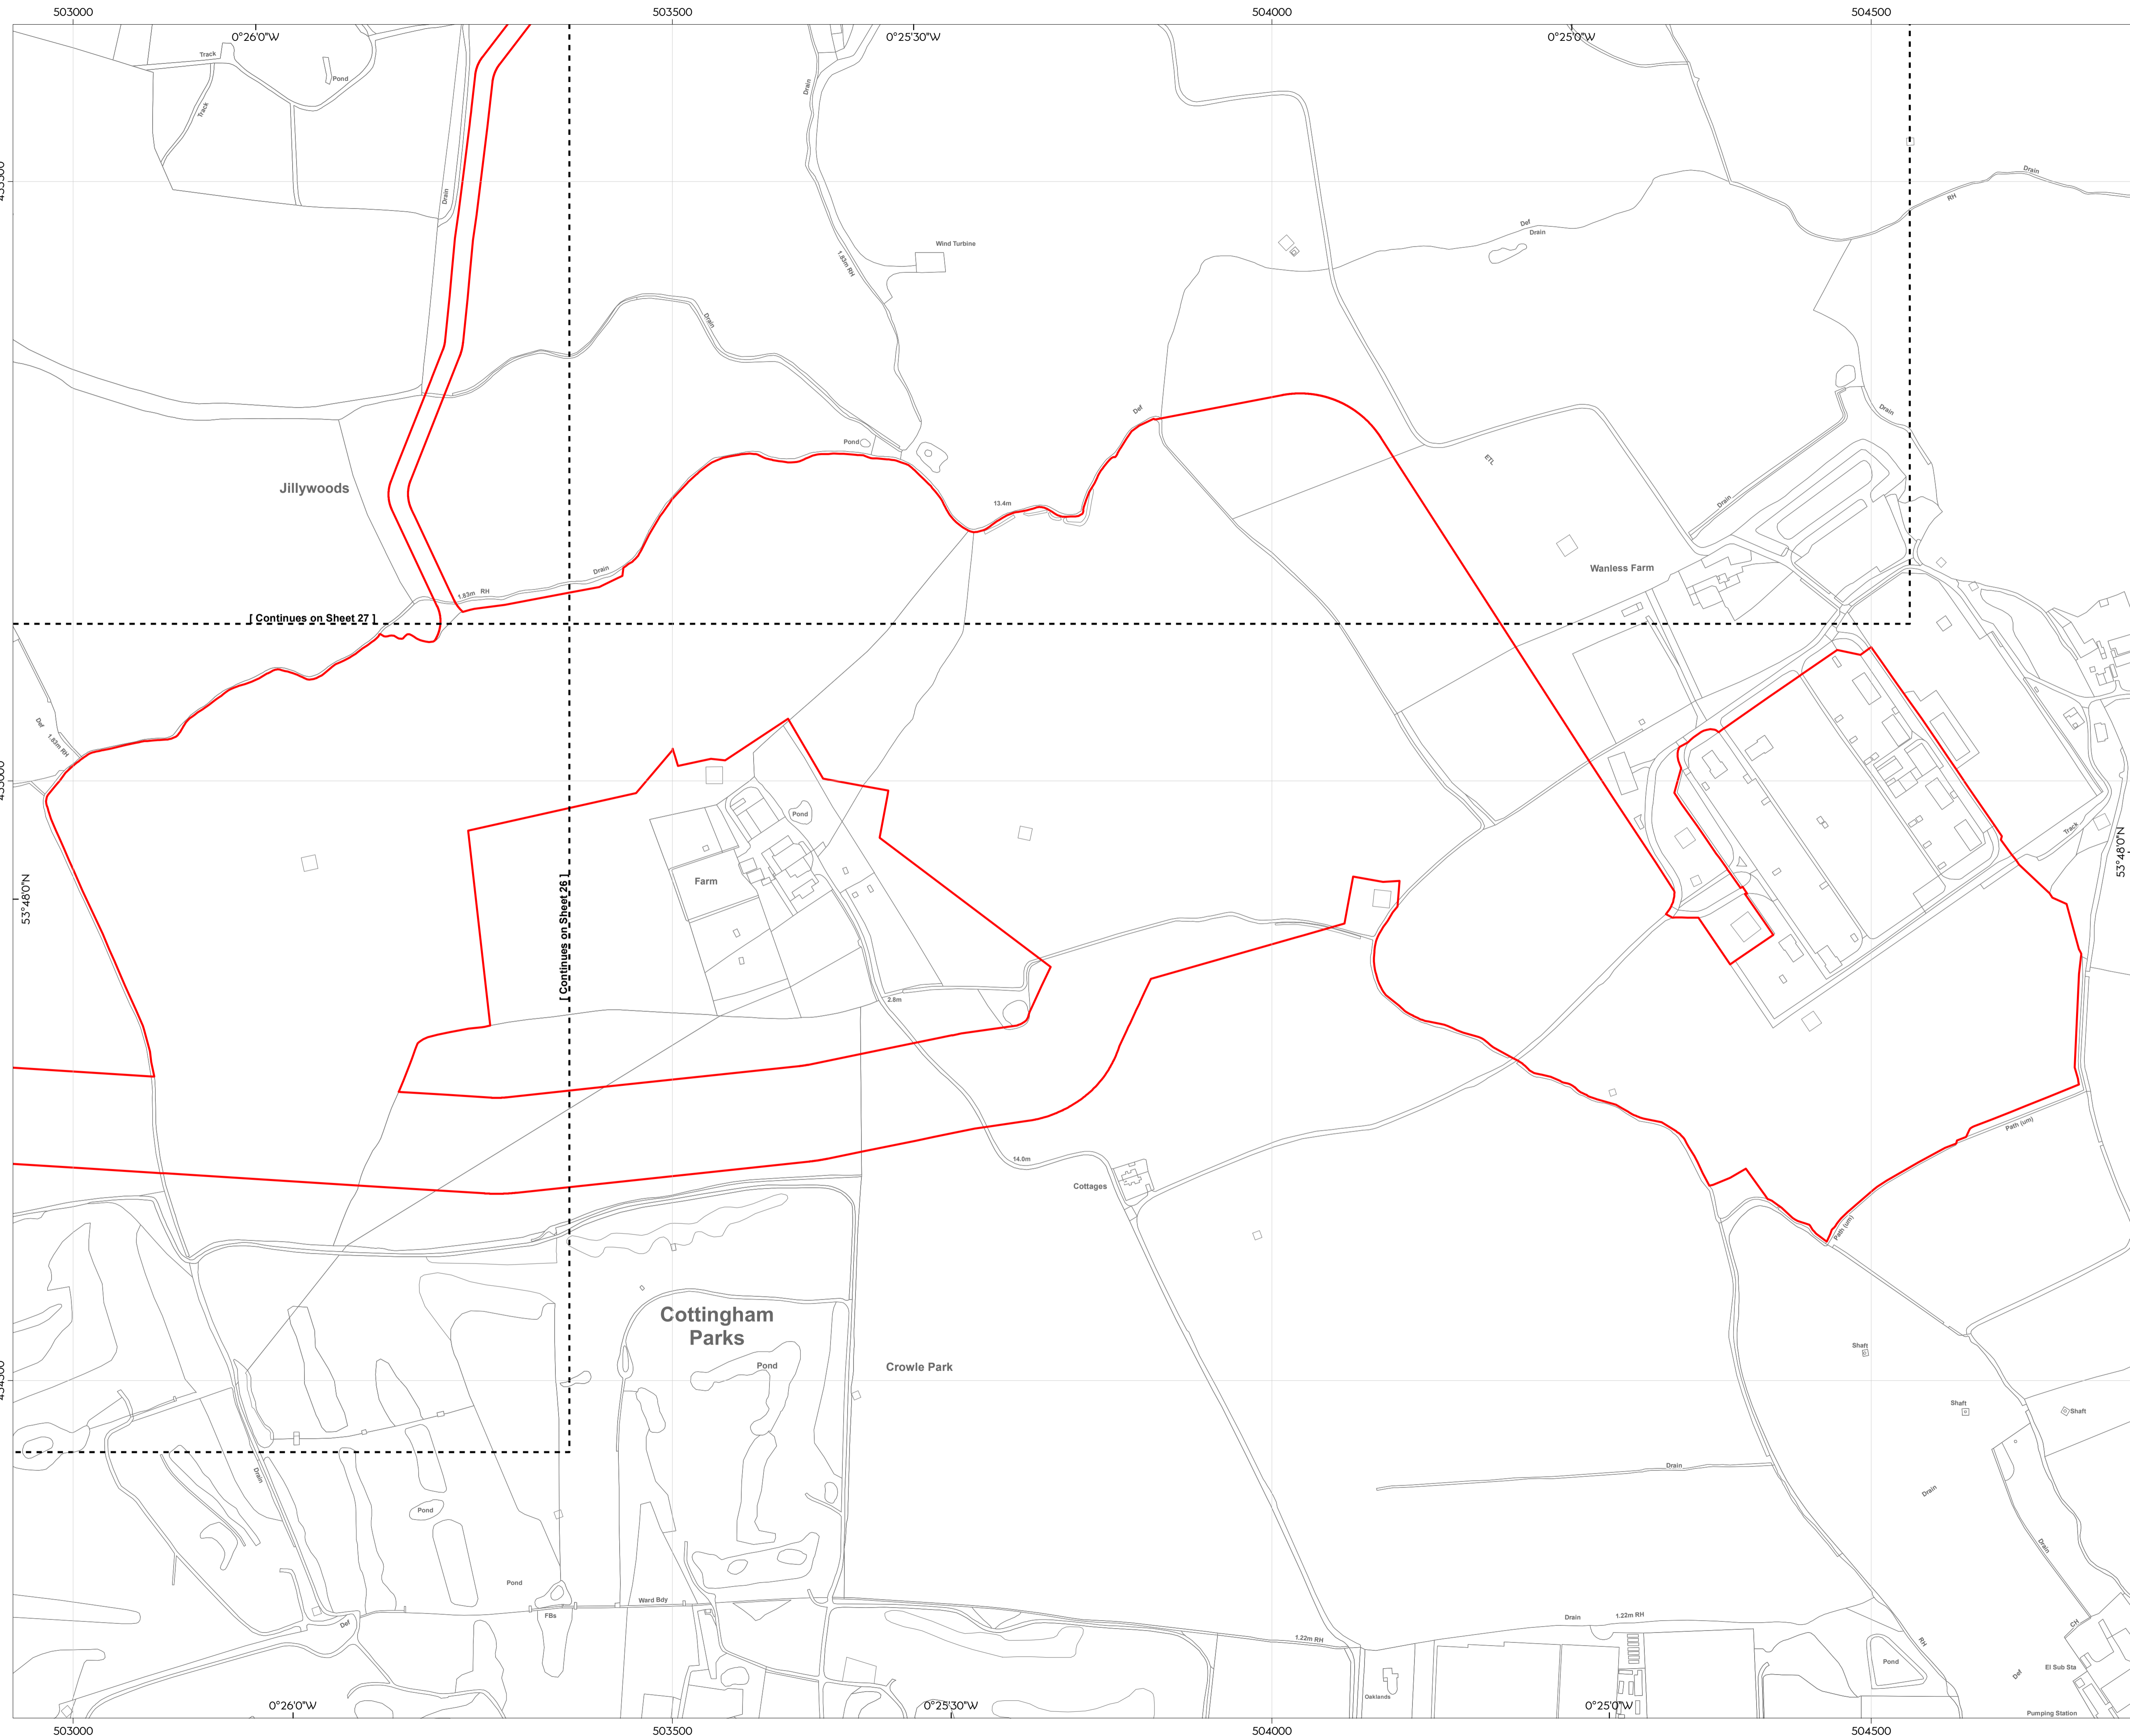 503000
503500
504000
504500
0°26'0"W
0°25'30"W
0°25'0"W
Track
Pond
Track
Drain
Drain
Drain
RH
Drain
Def
Drain
Wind Turbine
1.83m RH
Drain
Def
Drain
Pond
ETL
Jillywoods
13.4m
Drain
Wanless Farm
Drain
1.83m RH
[ Continues on Sheet 27 ]
Def
1.83m RH
Pond
Track
53°48'0"N
53°48'0"N
Farm
[ Continues on Sheet 26 ]
2.8m
Path (um)
14.0m
Cottages
Path (um)
Cottingham
Parks
Shaft
Pond
Crowle Park
Shaft
Shaft
Drain
Drain
Drain
Pond
Drain
Pond
Ward Bdy
FBs
Def
Drain
1.22m RH
1.22m RH
CH
RH
Pond
El Sub Sta
Def
Oaklands
0°26'0"W
0°25'30"W
0°25'0"W
Pumping Station
503000
503500
504000
504500